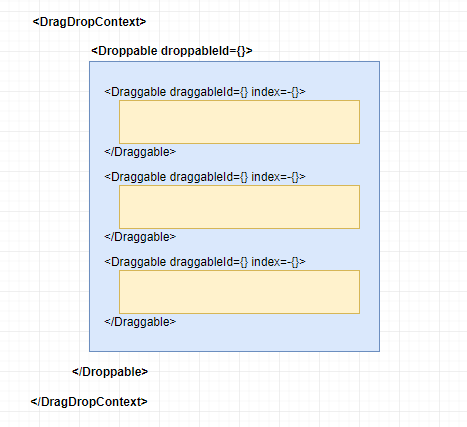 <DragDropContext>
<Droppable droppableId={}>
<Draggable draggableId={} index=-{}>
</Draggable>
<Draggable draggableId={} index=-{}>
</Draggable>
<Draggable draggableId={} index=-{}>
</Draggable>
</Droppable>
</DragDropContext>